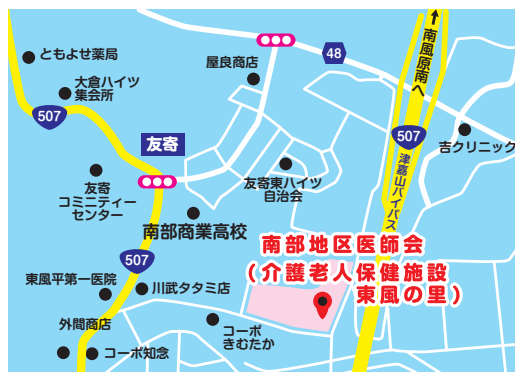 ともよせ薬局
大倉ハイツ
集会所
屋良商店
48
↑南風原南へ
507
507
友寄
津嘉山バイパス
吉クリニック
友寄
コミュニティー
センター
友寄東ハイツ
自治会
南部商業高校
507
南部地区医師会
(介護老人保健施設
東風の里)
東風平第一医院
川武タタミ店
外間商店
コーポ
きむたか
コーポ知念